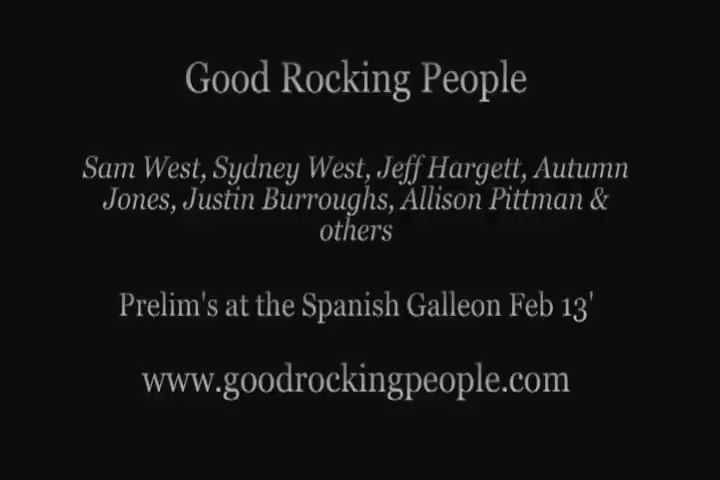 Good Rocking People
Sam West, Sydney West, Jeff Hargett, Autumn
Jones, Justin Burroughs, Allison Pittman &
others
Prelim's at the Spanish Galleon Feb 13'
www.goodrockingpeople.com